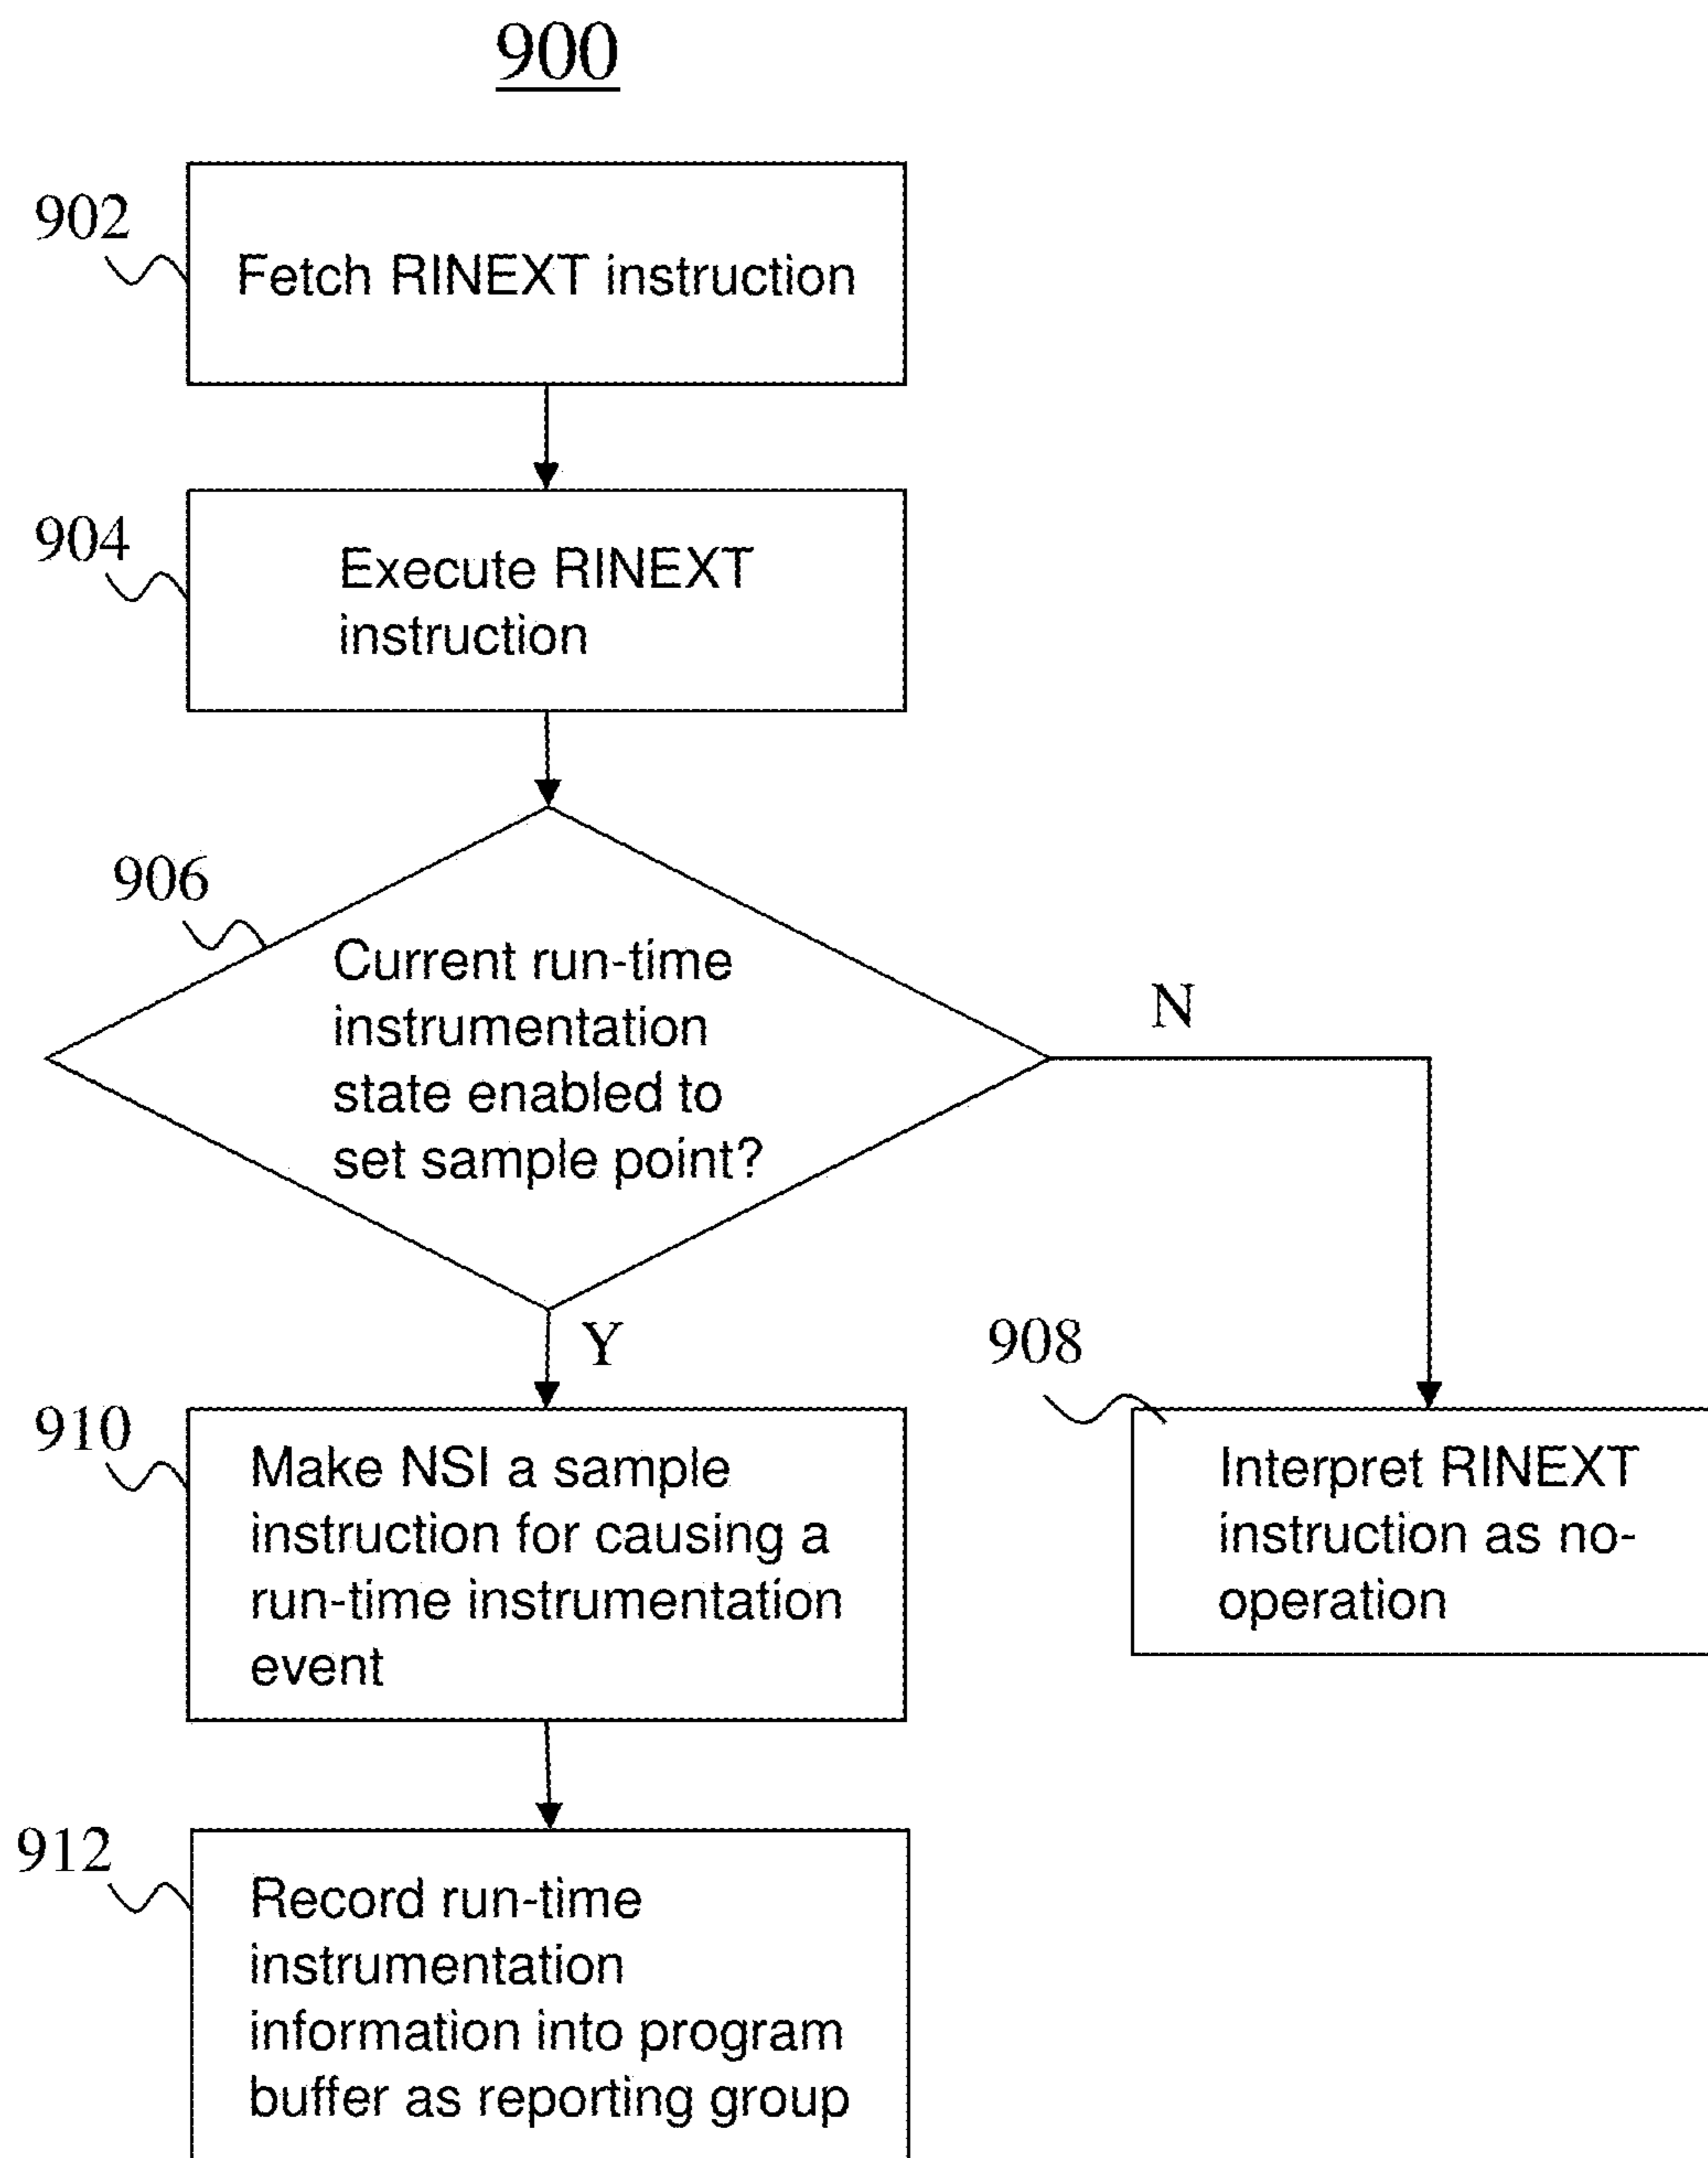 900
902
Fetch RINEXT instruction
904
Execute RINEXT
instruction
906
Current run-time
instrumentation
state enabled to
set sample point?
N
Y
908
910
Make NSI a sample
instruction for causing a
run-time instrumentation
event
Interpret RINEXT
instruction as no-
operation
912
Record run-time
instrumentation
information into program
buffer as reporting group